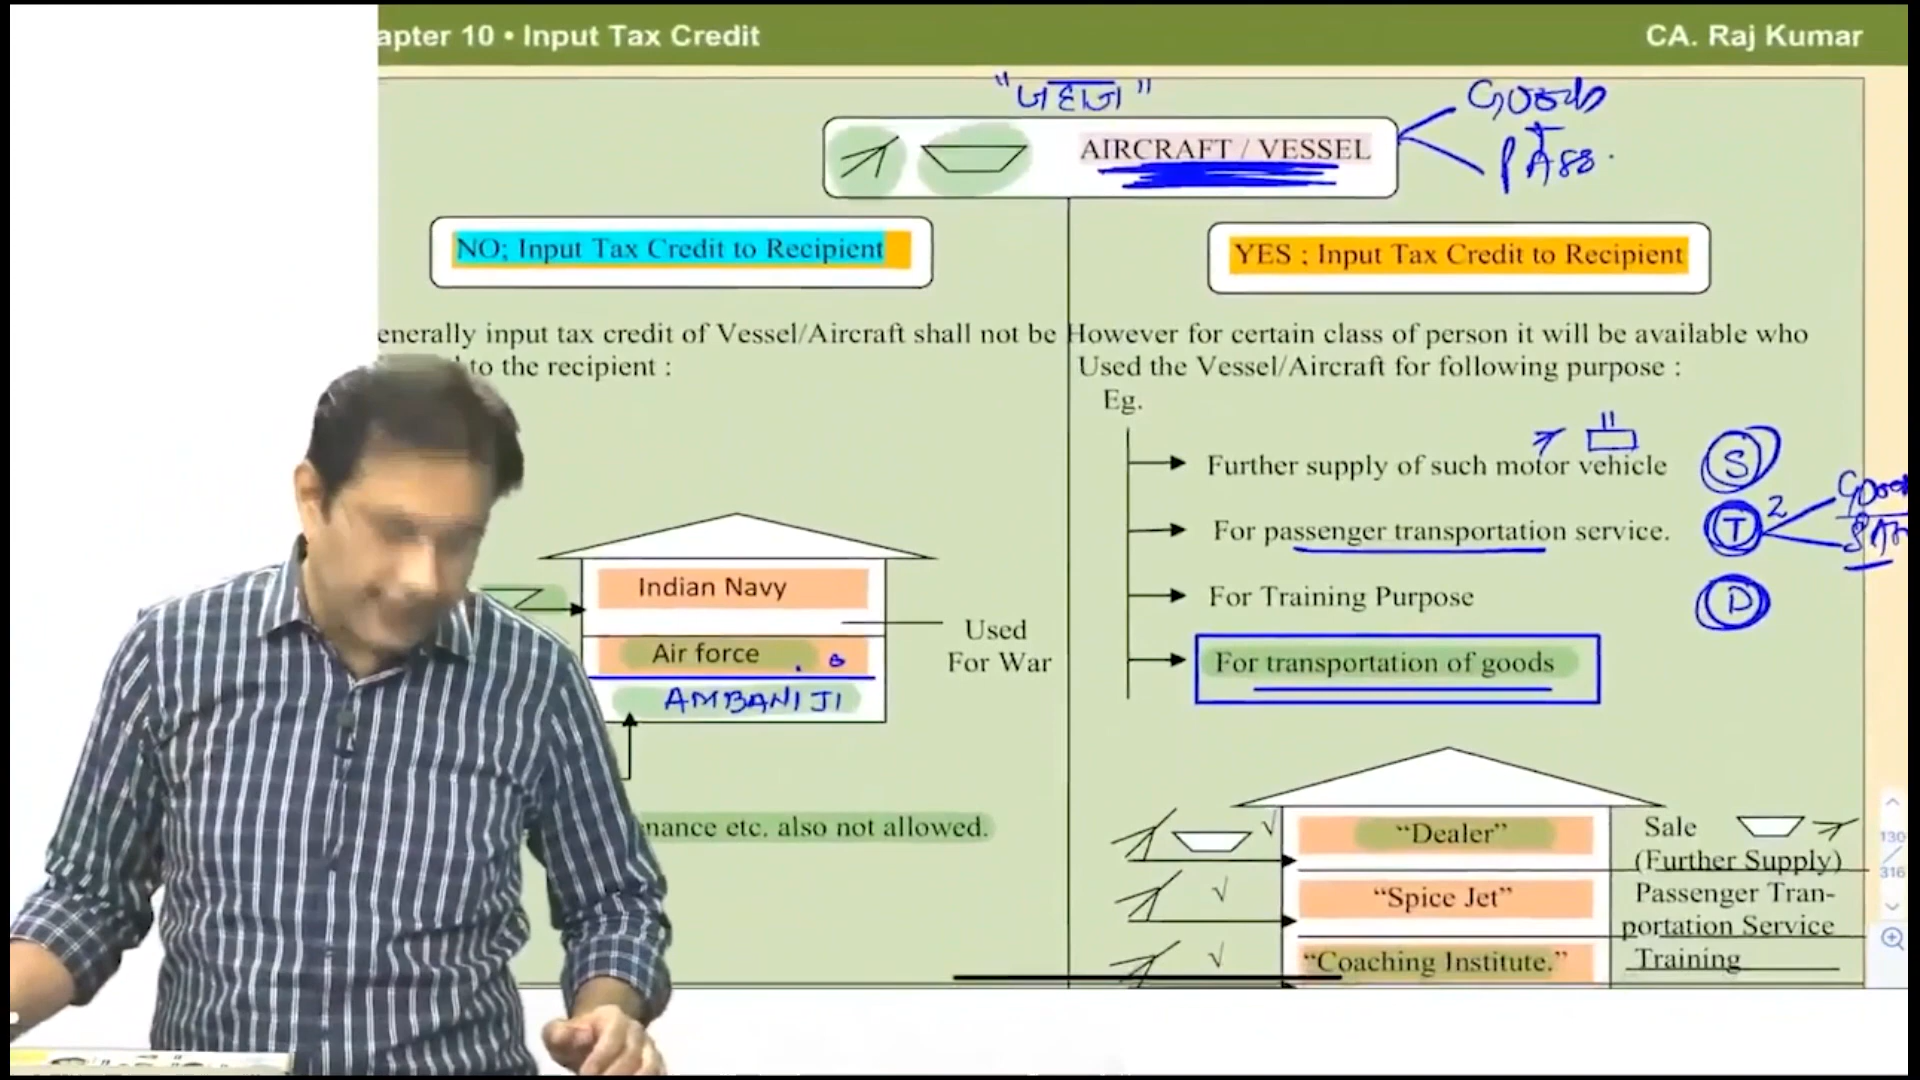 apter 10 • Input Tax Credit
CA. Raj Kumar
"जहाज"
Goods
PASS.
AIRCRAFT / VESSEL
NO; Input Tax Credit to Recipient
YES ; Input Tax Credit to Recipient
enerally input tax credit of Vessel/Aircraft shall not be
to the recipient :
However for certain class of person it will be available who
Used the Vessel/Aircraft for following purpose :
Eg.
Further supply of such motor vehicle
S
For passenger transportation service.
T
2
For Training Purpose
D
For transportation of goods
Indian Navy
Air force
AMBANI JI
Used
For War
nance etc. also not allowed.
"Dealer"
Sale
(Further Supply)
"Spice Jet"
Passenger Tran-
portation Service
"Coaching Institute."
Training
130
316